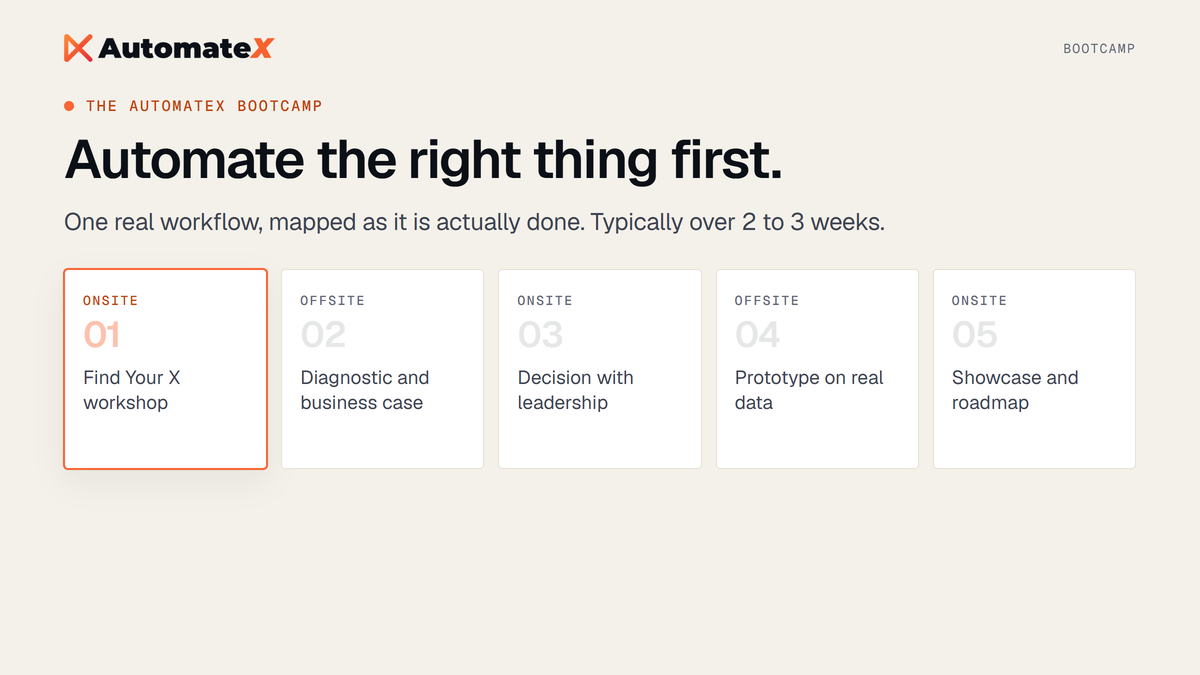 AutomateX
BOOTCAMP
THE AUTOMATEX BOOTCAMP
Automate the right thing first.
One real workflow, mapped as it is actually done. Typically over 2 to 3 weeks.
ONSITE
01
Find Your X
workshop
OFFSITE
02
Diagnostic and
business case
ONSITE
03
Decision with
leadership
OFFSITE
04
Prototype on real
data
ONSITE
05
Showcase and
roadmap